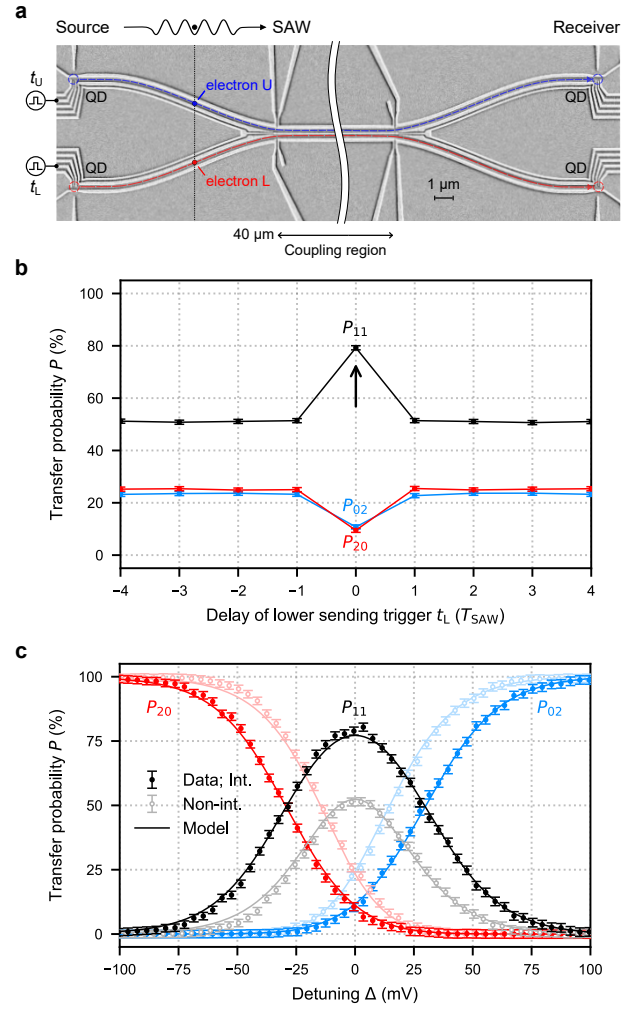 a
Source
SAW
Receiver
tU
QD
electron U
QD
QD
electron L
QD
tL
1 μm
40 μm
Coupling region
b
Transfer probability P (%)
100
80
60
40
20
0
P11
P02
P20
−4 −3 −2 −1 0 1 2 3 4
Delay of lower sending trigger tL (TSAW)
c
Transfer probability P (%)
100
75
50
25
0
P20
P11
P02
Data; Int.
Non-int.
Model
−100 −75 −50 −25 0 25 50 75 100
Detuning Δ (mV)